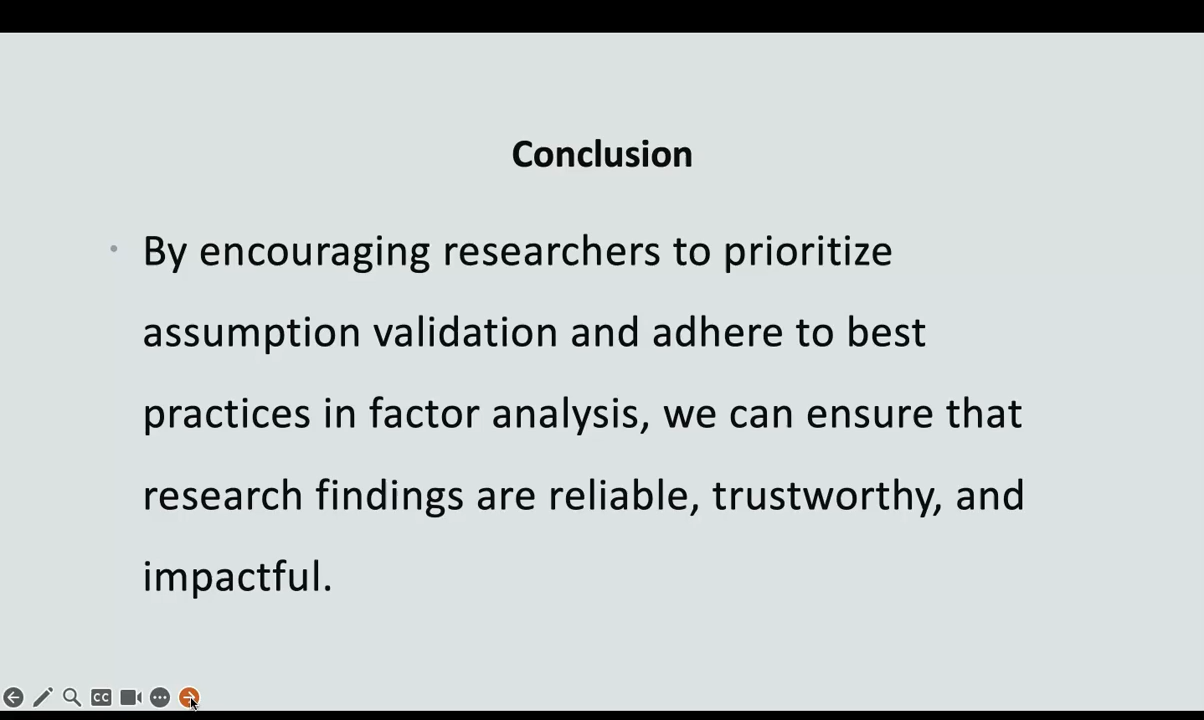 Conclusion
• By encouraging researchers to prioritize
assumption validation and adhere to best
practices in factor analysis, we can ensure that
research findings are reliable, trustworthy, and
impactful.
CC